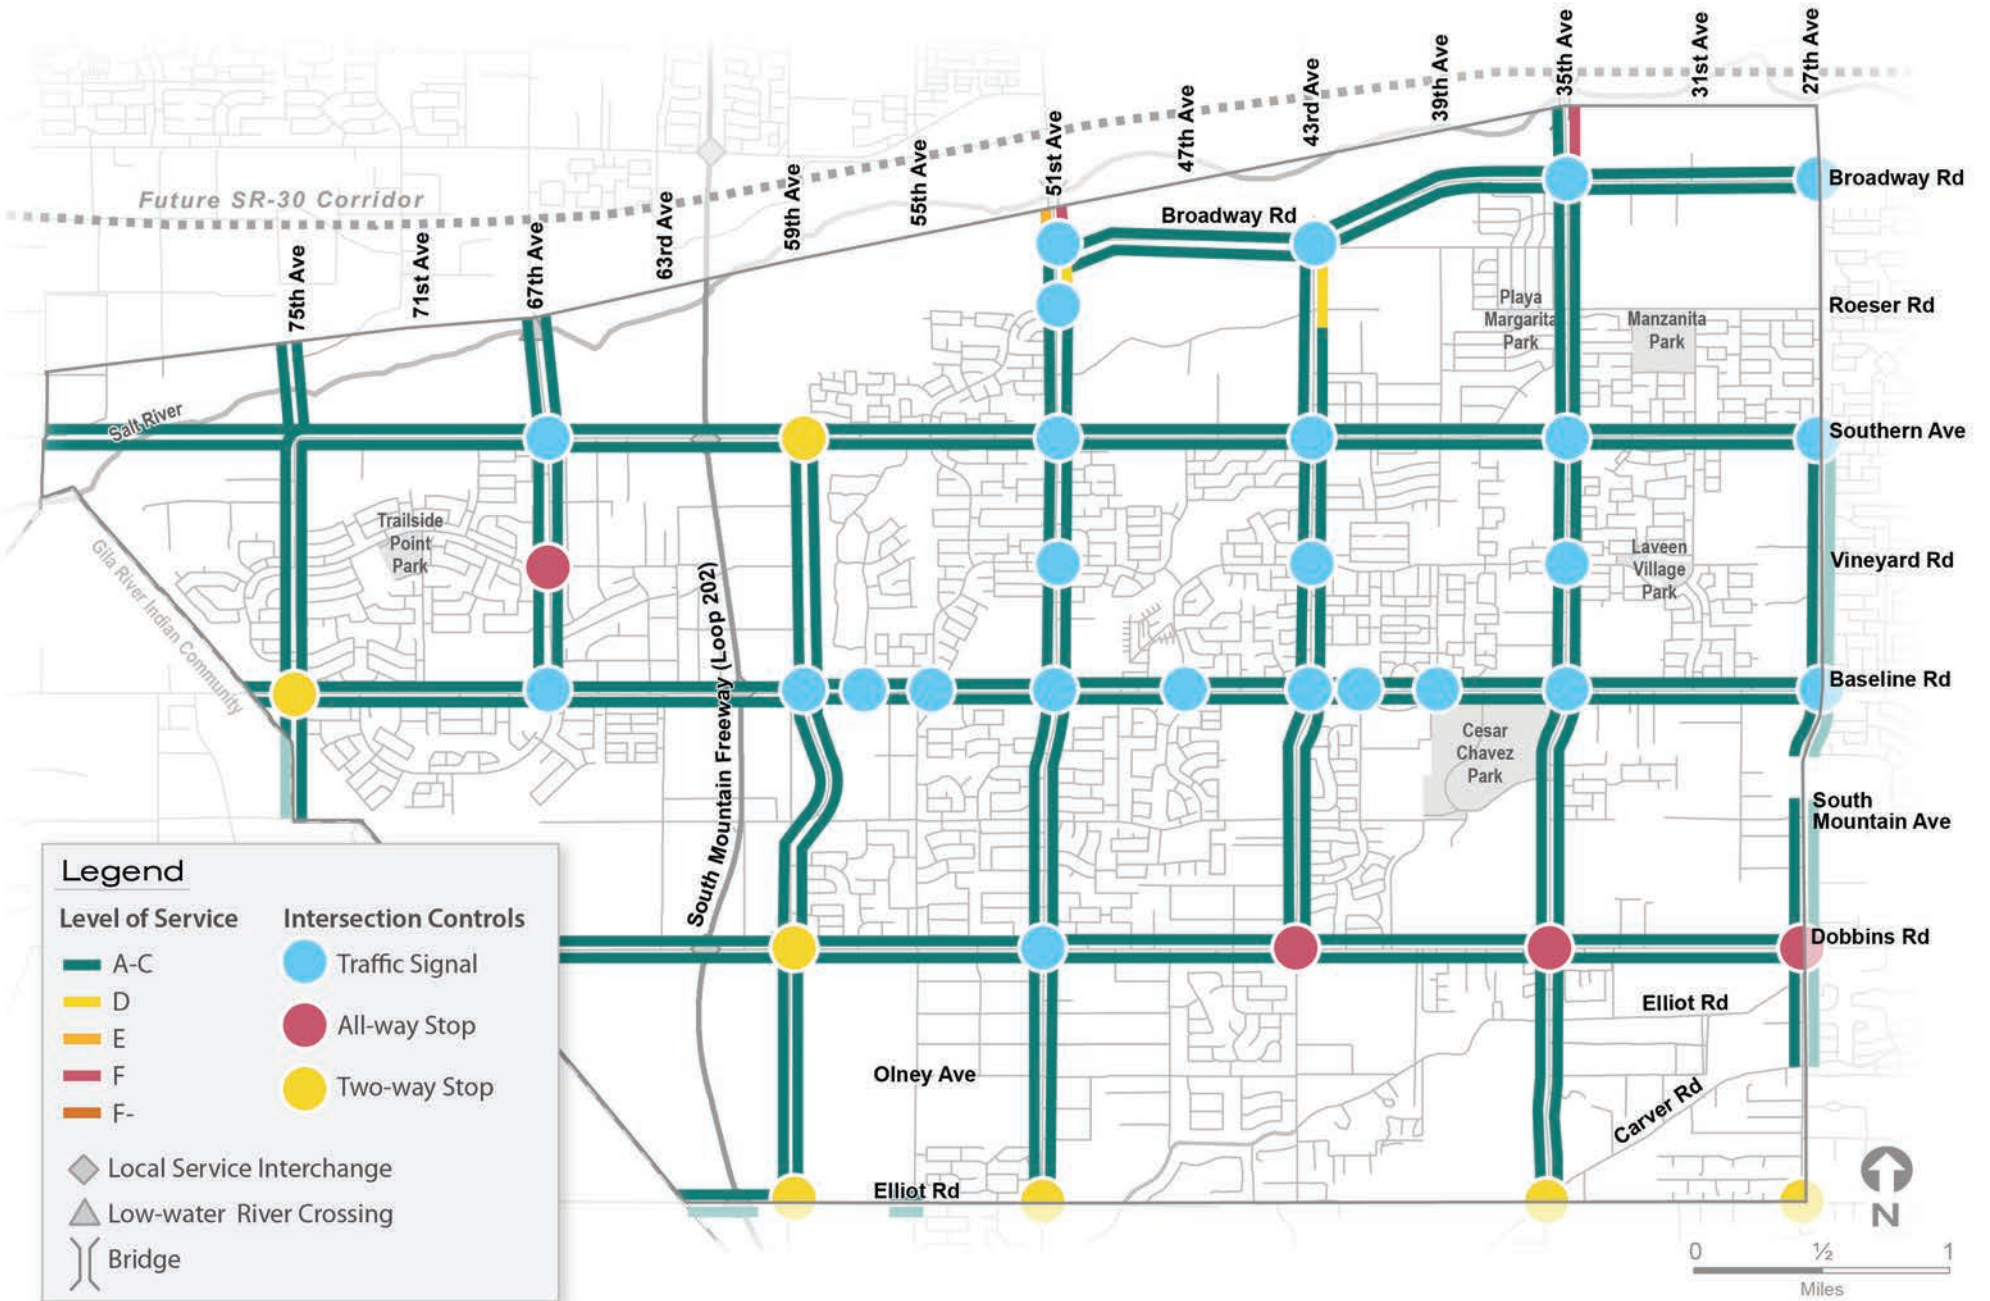 27th Ave
31st Ave
35th Ave
39th Ave
43rd Ave
47th Ave
51st Ave
55th Ave
59th Ave
63rd Ave
67th Ave
71st Ave
75th Ave
Future SR-30 Corridor
Broadway Rd
Broadway Rd
Roeser Rd
Playa
Margarita
Park
Manzanita
Park
Salt River
Southern Ave
Trailside
Point
Park
Laveen
Village
Park
Vineyard Rd
Gila River Indian Community
South Mountain Freeway (Loop 202)
Baseline Rd
Cesar
Chavez
Park
South
Mountain Ave
Dobbins Rd
Elliot Rd
Olney Ave
Carver Rd
Elliot Rd
Legend
Level of Service
A-C
D
E
F
F-
Intersection Controls
Traffic Signal
All-way Stop
Two-way Stop
Local Service Interchange
Low-water River Crossing
Bridge
N
0 ½ 1
Miles